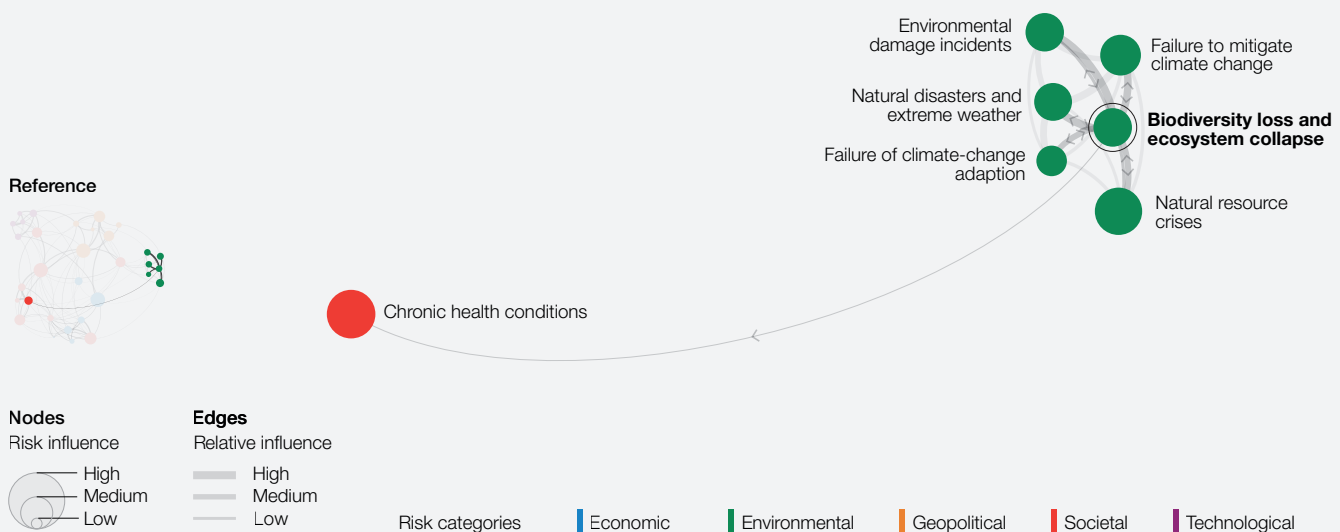 Environmental
damage incidents
Failure to mitigate
climate change
Natural disasters and
extreme weather
Biodiversity loss and
ecosystem collapse
Failure of climate-change
adaption
Natural resource
crises
Reference
Chronic health conditions
Nodes
Risk influence
High
Medium
Low
Edges
Relative influence
High
Medium
Low
Risk categories
Economic
Environmental
Geopolitical
Societal
Technological